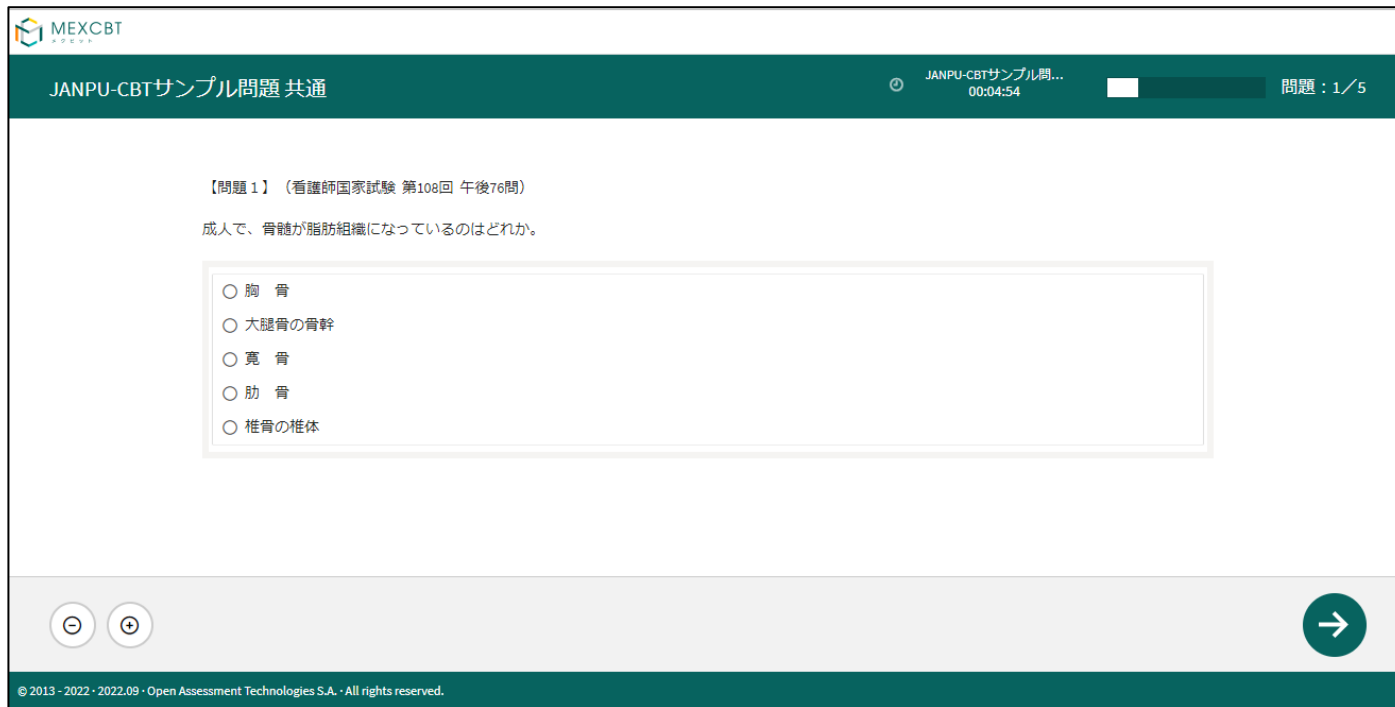 MEXCBT
メクビット
JANPU-CBTサンプル問題 共通
JANPU-CBTサンプル問...
00:04:54
問題：1／5
【問題１】（看護師国家試験 第108回 午後76問）
成人で、骨髄が脂肪組織になっているのはどれか。
胸　骨
大腿骨の骨幹
寛　骨
肋　骨
椎骨の椎体
© 2013 - 2022 · 2022.09 · Open Assessment Technologies S.A. · All rights reserved.